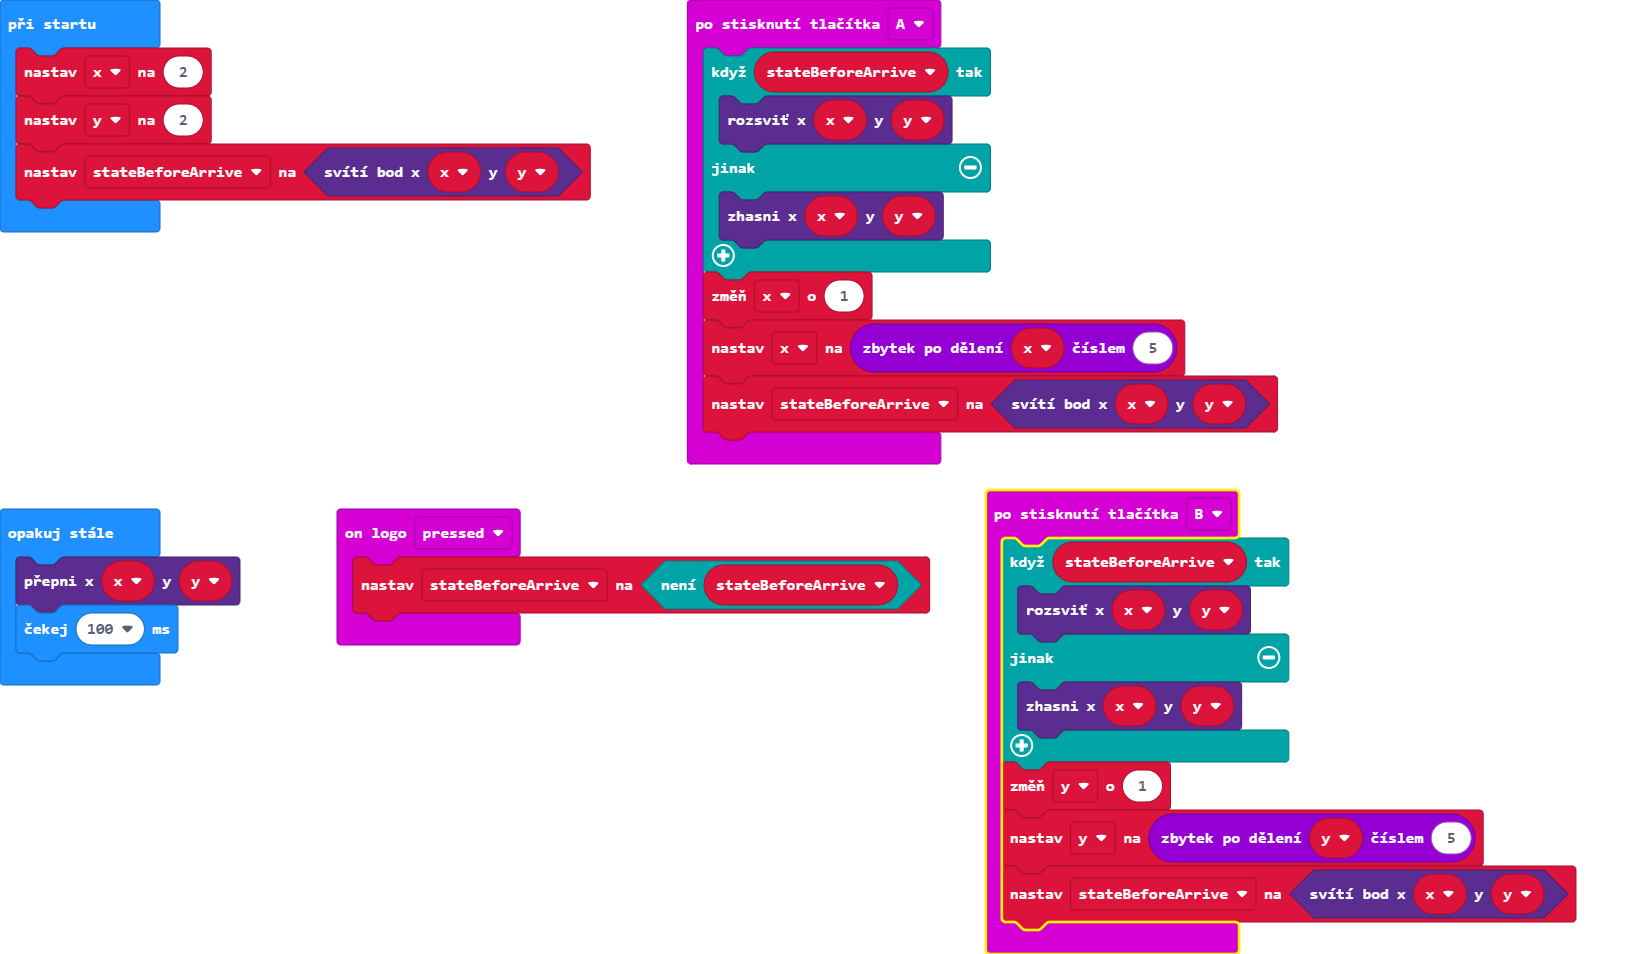 při startu
nastav x na 2
nastav y na 2
nastav stateBeforeArrive na svítí bod x x y y
po stisknutí tlačítka A
když stateBeforeArrive tak
rozsviť x x y y
jinak
zhasni x x y y
změň x o 1
nastav x na zbytek po dělení x číslem 5
nastav stateBeforeArrive na svítí bod x x y y
opakuj stále
přepni x x y y
čekej 100 ms
on logo pressed
nastav stateBeforeArrive na není stateBeforeArrive
po stisknutí tlačítka B
když stateBeforeArrive tak
rozsviť x x y y
jinak
zhasni x x y y
změň y o 1
nastav y na zbytek po dělení y číslem 5
nastav stateBeforeArrive na svítí bod x x y y